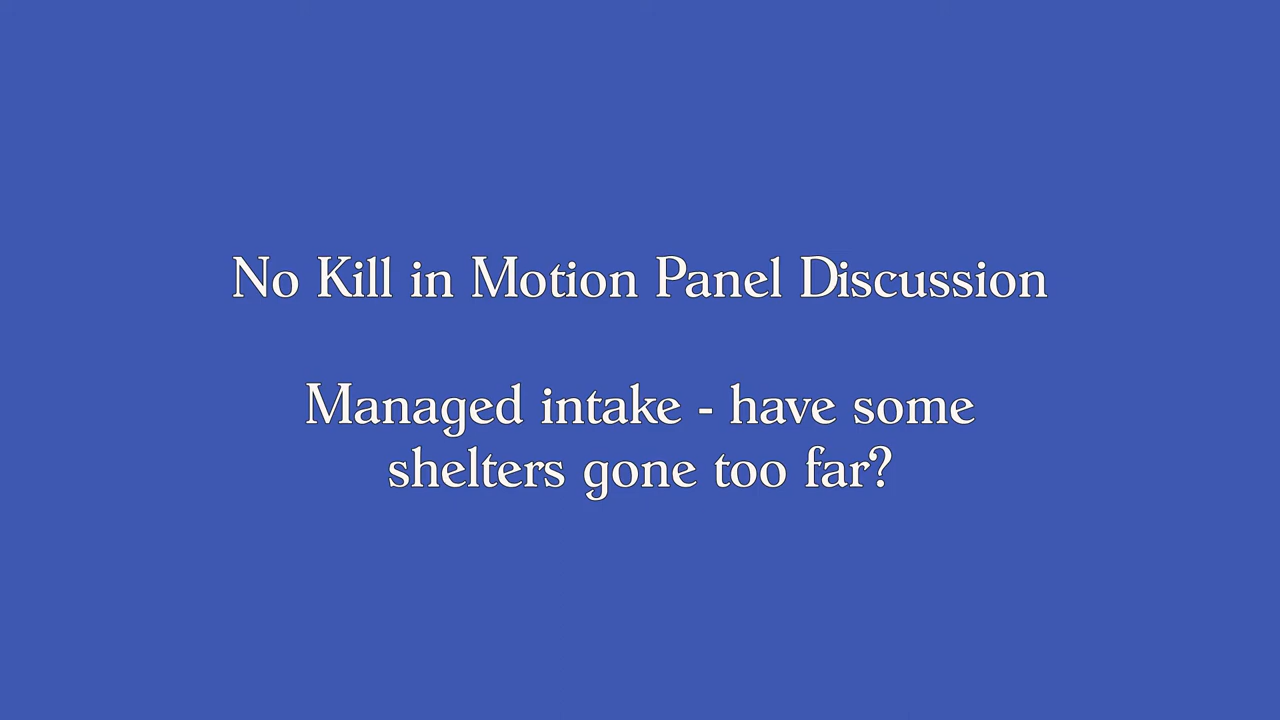 No Kill in Motion Panel Discussion
Managed intake - have some
shelters gone too far?